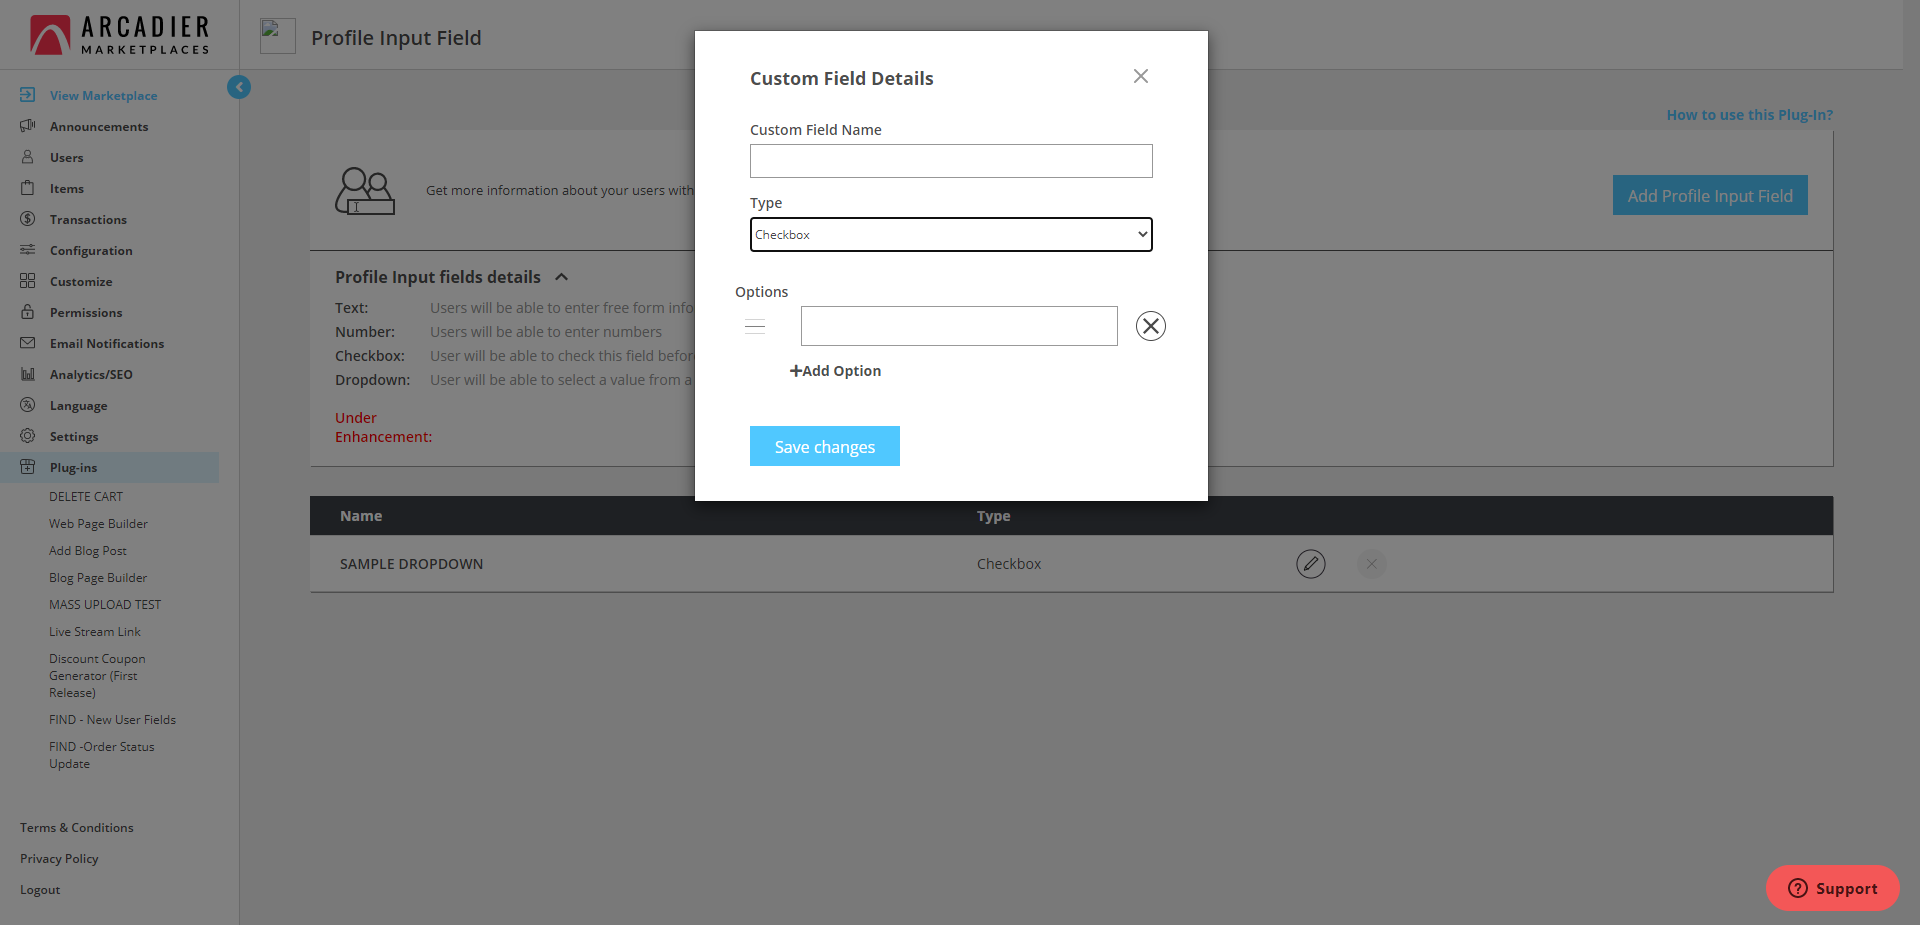 ARCADIER
MARKETPLACES
Profile Input Field
View Marketplace
Announcements
Users
Items
Transactions
Configuration
Customize
Permissions
Email Notifications
Analytics/SEO
Language
Settings
Plug-ins
DELETE CART
Web Page Builder
Add Blog Post
Blog Page Builder
MASS UPLOAD TEST
Live Stream Link
Discount Coupon
Generator (First
Release)
FIND - New User Fields
FIND -Order Status
Update
Terms & Conditions
Privacy Policy
Logout
How to use this Plug-In?
Get more information about your users with
Add Profile Input Field
Profile Input fields details
Text: Users will be able to enter free form info
Number: Users will be able to enter numbers
Checkbox: User will be able to check this field before
Dropdown: User will be able to select a value from a
Under
Enhancement:
Custom Field Details
Custom Field Name
Type
Checkbox
Options
+Add Option
Save changes
Name Type
SAMPLE DROPDOWN Checkbox
Support